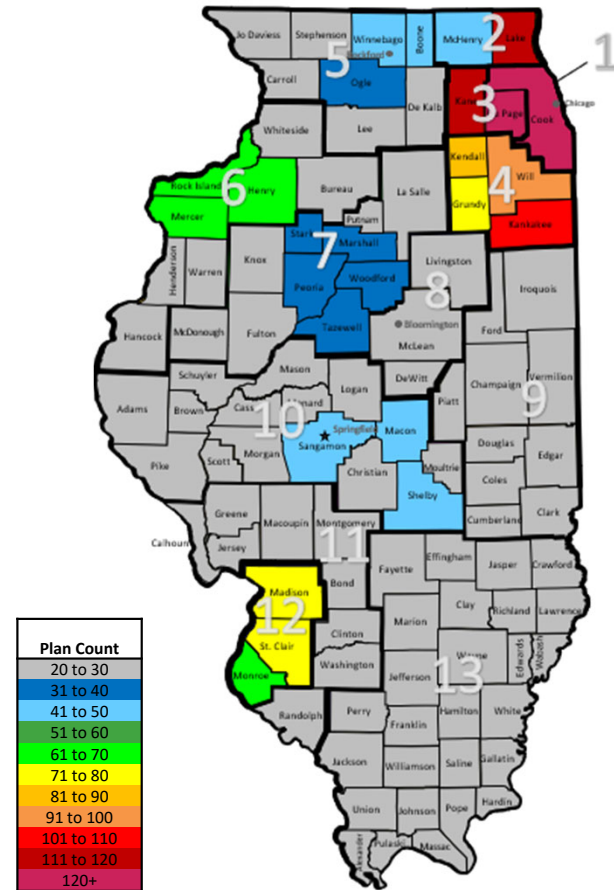 Jo Daviess
Stephenson
Winnebago
Boone
McHenry
2
Lake
1
5
Rockford
Carroll
Ogle
De Kalb
Kane
3
Du Page
Cook
Chicago
Whiteside
Lee
Kendall
Will
4
Rock Island
6
Henry
Bureau
La Salle
Grundy
Mercer
Putnam
Kankakee
Stark
7
Marshall
Henderson
Warren
Knox
Peoria
Woodford
Livingston
8
Iroquois
Hancock
McDonough
Fulton
Tazewell
Bloomington
McLean
Ford
Schuyler
Mason
Logan
DeWitt
Champaign
Vermilion
9
Adams
Brown
Cass
Menard
10
Springfield
Sangamon
Macon
Piatt
Douglas
Edgar
Pike
Scott
Morgan
Christian
Moultrie
Coles
Shelby
Greene
Macoupin
Montgomery
Cumberland
Clark
Calhoun
Jersey
11
Fayette
Effingham
Jasper
Crawford
Madison
Bond
12
Clay
Richland
Lawrence
St. Clair
Clinton
Marion
Monroe
Washington
Jefferson
Wayne
13
Edwards
Wabash
Randolph
Perry
Hamilton
White
Franklin
Jackson
Williamson
Saline
Gallatin
Union
Johnson
Pope
Hardin
Alexander
Pulaski
Massac
Plan Count
20 to 30
31 to 40
41 to 50
51 to 60
61 to 70
71 to 80
81 to 90
91 to 100
101 to 110
111 to 120
120+